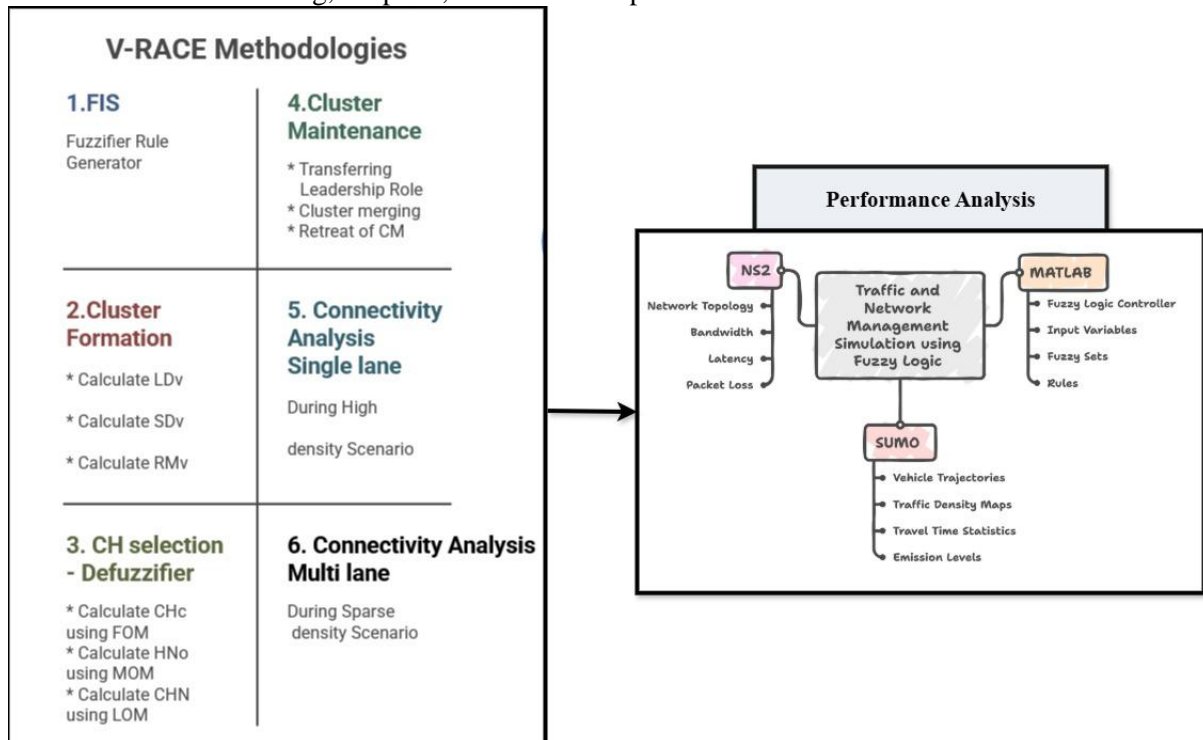 V-RACE Methodologies
1.FIS
Fuzzifier Rule
Generator
2.Cluster
Formation
* Calculate LDv
* Calculate SDv
* Calculate RMv
3. CH selection
- Defuzzifier
* Calculate CHc
using FOM
* Calculate HNo
using MOM
* Calculate CHN
using LOM
4.Cluster
Maintenance
* Transferring
Leadership Role
* Cluster merging
* Retreat of CM
5. Connectivity
Analysis
Single lane
During High
density Scenario
6. Connectivity Analysis
Multi lane
During Sparse
density Scenario
Performance Analysis
NS2
Network Topology
Bandwidth
Latency
Packet Loss
Traffic and
Network
Management
Simulation using
Fuzzy Logic
MATLAB
Fuzzy Logic Controller
Input Variables
Fuzzy Sets
Rules
SUMO
Vehicle Trajectories
Traffic Density Maps
Travel Time Statistics
Emission Levels